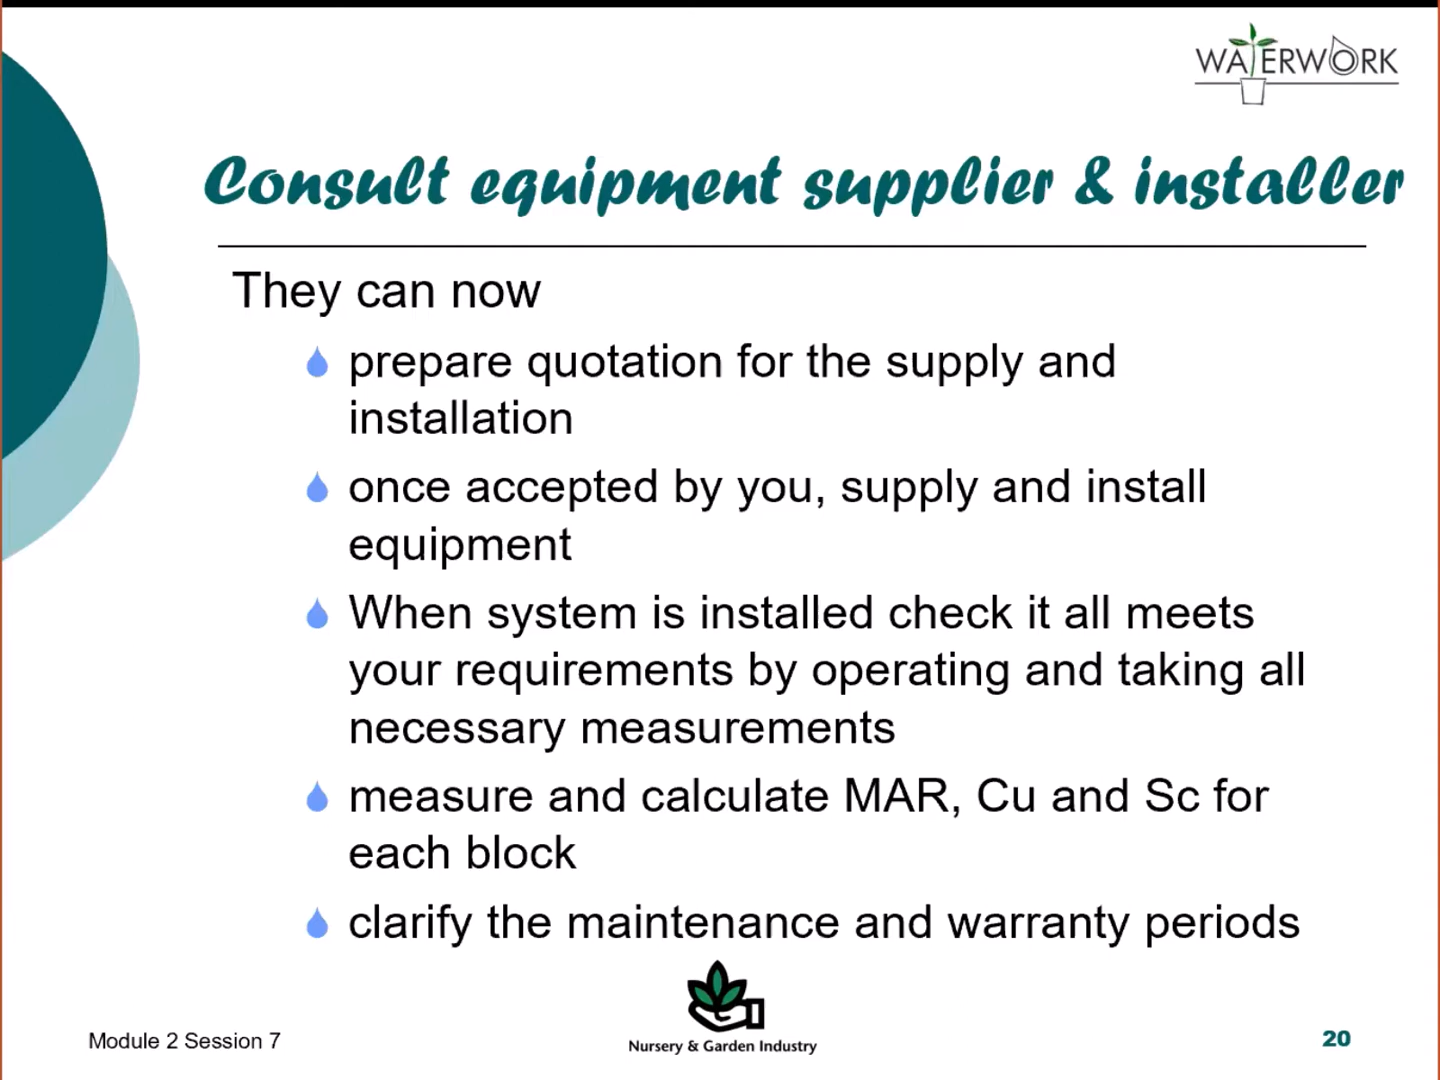 WATERWORK
Consult equipment supplier & installer
They can now
prepare quotation for the supply and
installation
once accepted by you, supply and install
equipment
When system is installed check it all meets
your requirements by operating and taking all
necessary measurements
measure and calculate MAR, Cu and Sc for
each block
clarify the maintenance and warranty periods
Module 2 Session 7
Nursery & Garden Industry
20